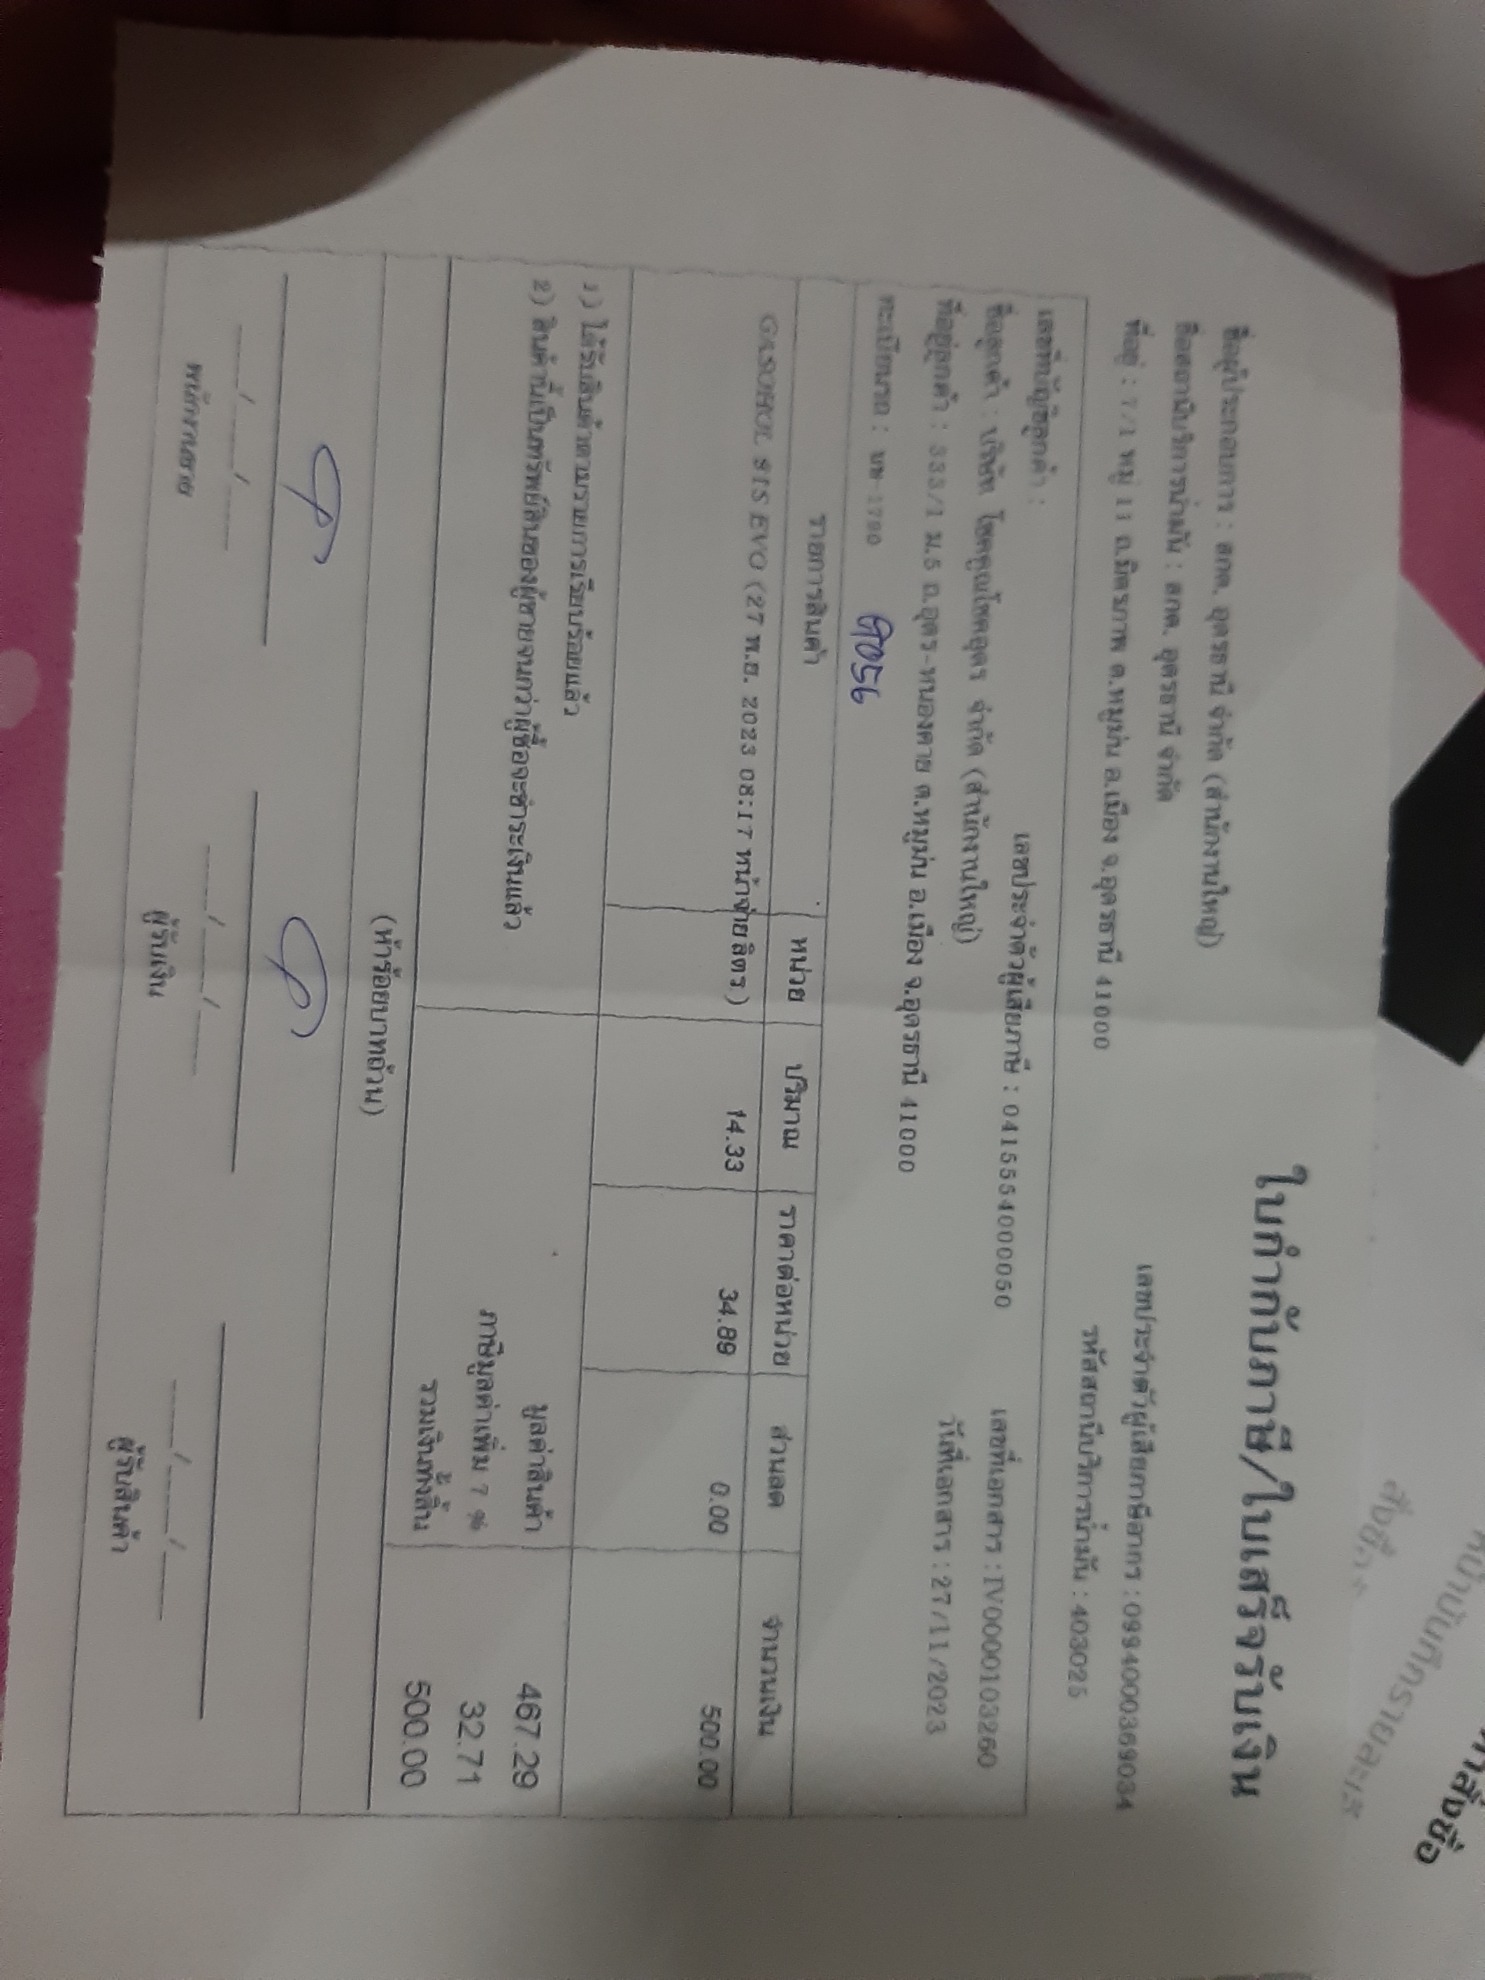 ใบกำกับภาษี/ใบเสร็จรับเงิน
ชื่อผู้ประกอบการ : สกต. อุดรธานี จำกัด (สำนักงานใหญ่)
ชื่อสถานีบริการน้ำมัน : สกต. อุดรธานี จำกัด
เลขประจำตัวผู้เสียภาษีอากร : 0994000369034
ที่อยู่ : 7/1 หมู่ 11 ถ.มิตรภาพ ต.หมูม่น อ.เมือง จ.อุดรธานี 41000
รหัสสถานีบริการน้ำมัน : 403025
เลขที่บัญชีลูกค้า :
เลขประจำตัวผู้เสียภาษี : 0415554000050
เลขที่เอกสาร : IV0000103260
ชื่อลูกค้า : บริษัท โชคคูณโชคอุดร จำกัด (สำนักงานใหญ่)
วันที่เอกสาร : 27/11/2023
ที่อยู่ลูกค้า : 333/1 ม.5 ถ.อุดร-หนองคาย ต.หมูม่น อ.เมือง จ.อุดรธานี 41000
ทะเบียนรถ :
รายการสินค้า หน่วย ปริมาณ ราคาต่อหน่วย ส่วนลด จำนวนเงิน
GASOHOL 91S EVO (27 พ.ย. 2023 08:17 หน้าจ่าย ลิตร ) 14.33 34.89 0.00 500.00
1) ได้รับสินค้าตามรายการเรียบร้อยแล้ว
2) สินค้านี้เป็นทรัพย์สินของผู้ขายจนกว่าผู้ซื้อจะชำระเงินแล้ว
มูลค่าสินค้า 467.29
ภาษีมูลค่าเพิ่ม 7 % 32.71
รวมเงินทั้งสิ้น 500.00
(ห้าร้อยบาทถ้วน)
___/___/___ ___/___/___ ___/___/___
พนักงานขาย ผู้รับเงิน ผู้รับสินค้า